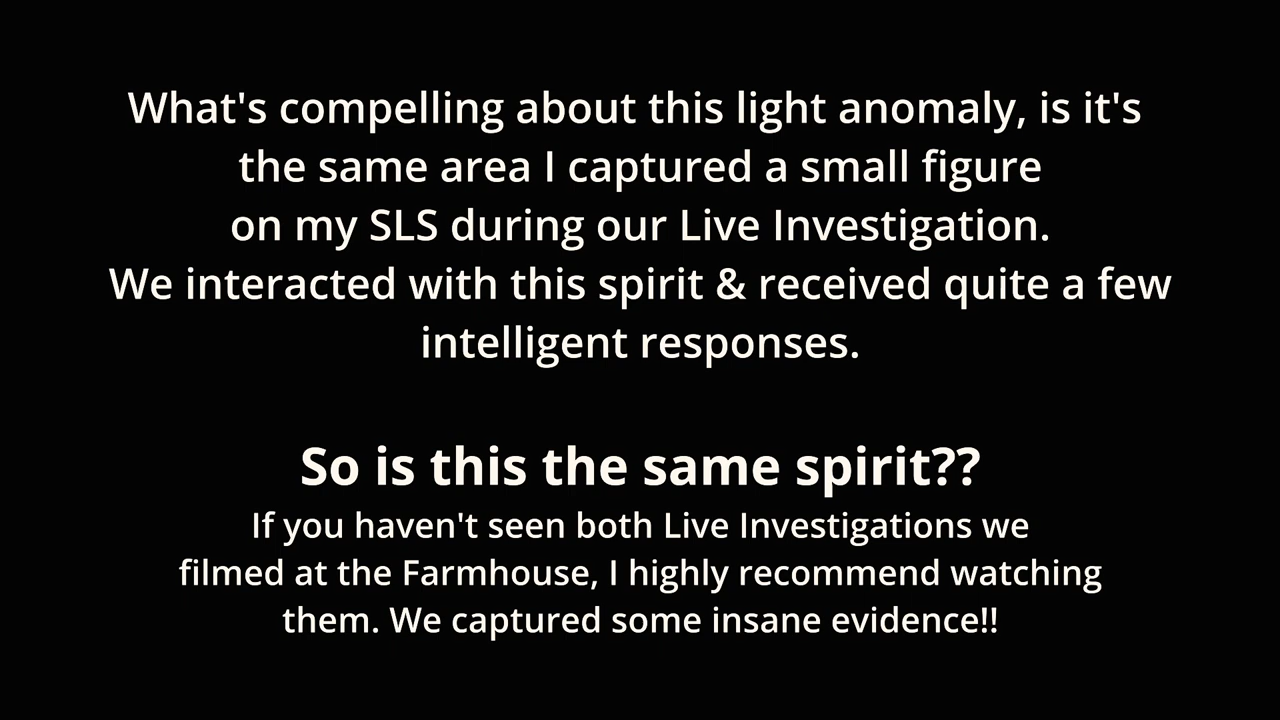 What's compelling about this light anomaly, is it's
the same area I captured a small figure
on my SLS during our Live Investigation.
We interacted with this spirit & received quite a few
intelligent responses.
So is this the same spirit??
If you haven't seen both Live Investigations we
filmed at the Farmhouse, I highly recommend watching
them. We captured some insane evidence!!